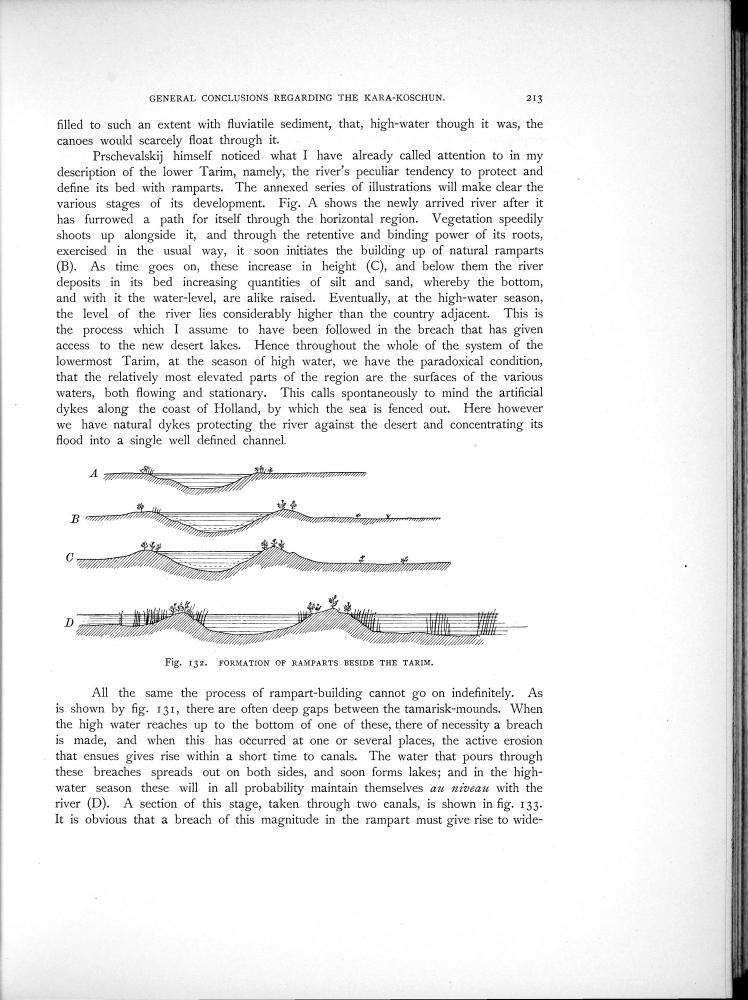 GENERAL CONCLUSIONS REGARDING THE KARA-KOSCHUN. 213
filled to such an extent with fluviatile sediment, that, high-water though it was, the
canoes would scarcely float through it.
Prschevalskij himself noticed what I have already called attention to in my
description of the lower Tarim, namely, the river's peculiar tendency to protect and
define its bed with ramparts. The annexed series of illustrations will make clear the
various stages of its development. Fig. A shows the newly arrived river after it
has furrowed a path for itself through the horizontal region. Vegetation speedily
shoots up alongside it, and through the retentive and binding power of its roots,
exercised in the usual way, it soon initiates the building up of natural ramparts
(B). As time goes on, these increase in height (C), and below them the river
deposits in its bed increasing quantities of silt and sand, whereby the bottom,
and with it the water-level, are alike raised. Eventually, at the high-water season,
the level of the river lies considerably higher than the country adjacent. This is
the process which I assume to have been followed in the breach that has given
access to the new desert lakes. Hence throughout the whole of the system of the
lowermost Tarim, at the season of high water, we have the paradoxical condition,
that the relatively most elevated parts of the region are the surfaces of the various
waters, both flowing and stationary. This calls spontaneously to mind the artificial
dykes along the coast of Holland, by which the sea is fenced out. Here however
we have natural dykes protecting the river against the desert and concentrating its
flood into a single well defined channel.
A
B
C
D
Fig. 132. FORMATION OF RAMPARTS BESIDE THE TARIM.
All the same the process of rampart-building cannot go on indefinitely. As
is shown by fig. 131, there are often deep gaps between the tamarisk-mounds. When
the high water reaches up to the bottom of one of these, there of necessity a breach
is made, and when this has occurred at one or several places, the active erosion
that ensues gives rise within a short time to canals. The water that pours through
these breaches spreads out on both sides, and soon forms lakes; and in the high-
water season these will in all probability maintain themselves au niveau with the
river (D). A section of this stage, taken through two canals, is shown in fig. 133.
It is obvious that a breach of this magnitude in the rampart must give rise to wide-